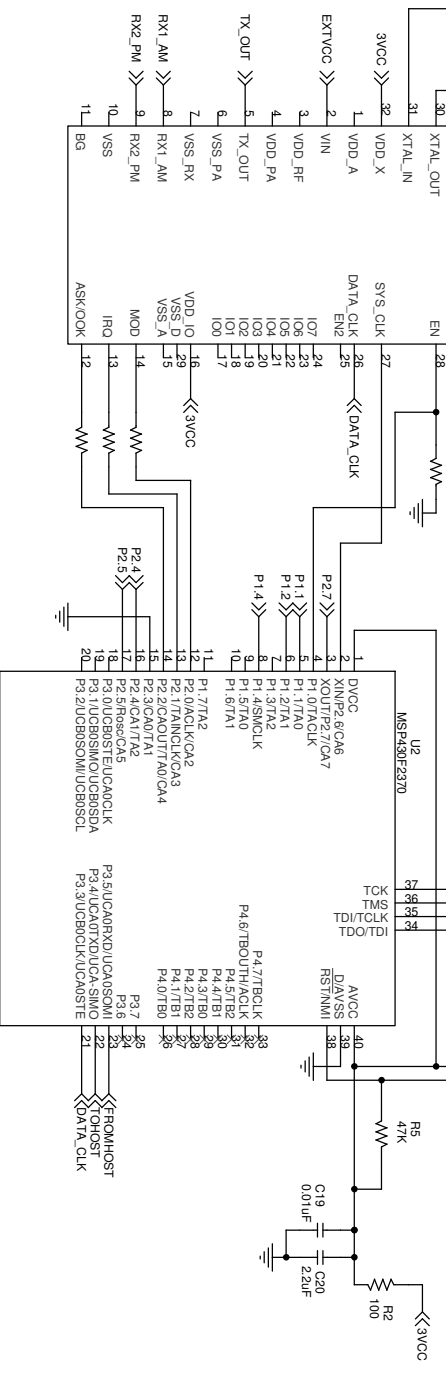 30 XTAL_OUT
31 XTAL_IN
3VCC 32 VDD_X
1 VDD_A
EXTVCC 2 VIN
3 VDD_RF
4 VDD_PA
TX_OUT 5 TX_OUT
6 VSS_PA
7 VSS_RX
RX1_AM 8 RX1_AM
RX2_PM 9 RX2_PM
10 VSS
11 BG
EN 28
SYS_CLK 27
DATA_CLK 26 DATA_CLK
EN2 25
IO7 24
IO6 23
IO5 22
IO4 21
IO3 20
IO2 19
IO1 18
IO0 17
VDD_IO 16 3VCC
VSS_D 29
VSS_A 15
MOD 14
IRQ 13
ASK/OOK 12
U2
MSP430F2370
1 DVCC
2 XIN/P2.6/CA6
P2.7 3 XOUT/P2.7/CA7
4 P1.0/TACLK
P1.1 5 P1.1/TA0
P1.2 6 P1.2/TA1
7 P1.3/TA2
P1.4 8 P1.4/SMCLK
9 P1.5/TA0
10 P1.6/TA1
11 P1.7/TA2
12 P2.0/ACLK/CA2
13 P2.1/TAINCLK/CA3
14 P2.2/CAOUT/TA0/CA4
15 P2.3/CA0/TA1
P2.4 16 P2.4/CA1/TA2
P2.5 17 P2.5/Rosc/CA5
18 P3.0/UCB0STE/UCA0CLK
19 P3.1/UCB0SIMO/UCB0SDA
20 P3.2/UCB0SOMI/UCB0SCL
TCK 37
TMS 36
TDI/TCLK 35
TDO/TDI 34
AVCC 40
D/AVSS 39
RST/NMI 38
P4.7/TBCLK 33
P4.6/TBOUTH/ACLK 32
P4.5/TB2 31
P4.4/TB1 30
P4.3/TB0 29
P4.2/TB2 28
P4.1/TB1 27
P4.0/TB0 26
P3.7 25
P3.6 24
P3.5/UCA0RXD/UCA0SOMI 23 FROMHOST
P3.4/UCA0TXD/UCA-SIMO 22 TOHOST
P3.3/UCB0CLK/UCA0STE 21 DATA_CLK
R5
47K
C19
0.01uF
C20
2.2uF
R2
100
3VCC